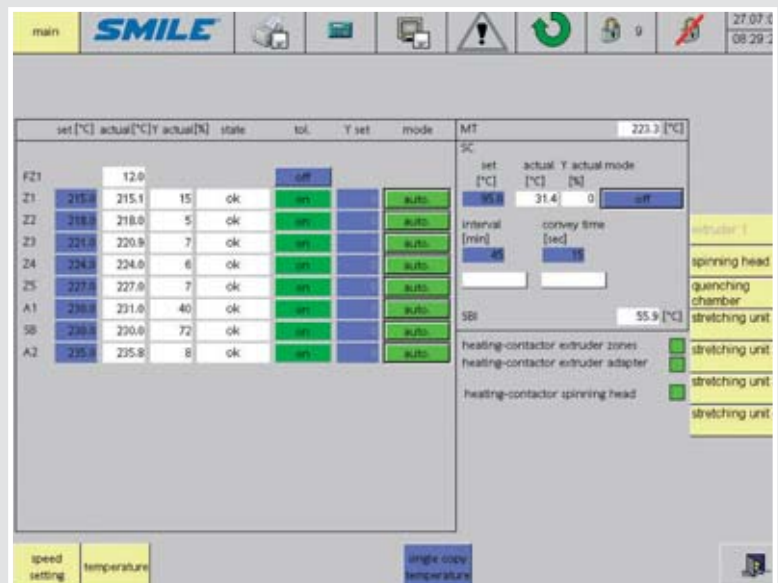 main SMILE 9 27.07.0
08:29:2
set [°C] actual [°C] Y actual [%] state tol. Y set mode
MT 223.3 [°C]
SC
set actual Y actual mode
[°C] [°C] [%]
95.0 31.4 0 off
interval convey time
[min] [sec]
45 15
SBI 55.9 [°C]
FZ1 12.0 off
Z1 215.0 215.1 15 ok on auto.
Z2 218.0 218.0 5 ok on auto.
Z3 221.0 220.9 7 ok on auto.
Z4 224.0 224.0 6 ok on auto.
Z5 227.0 227.0 7 ok on auto.
A1 231.0 40 ok on auto.
SB 230.0 230.0 72 ok on auto.
A2 235.0 235.8 8 ok on auto.
heating-contactor extruder zones
heating-contactor extruder adapter
heating-contactor spinning head
extruder 1
spinning head
quenching
chamber
stretching unit
stretching unit
stretching unit
stretching unit
speed
setting
temperature
single copy
temperature